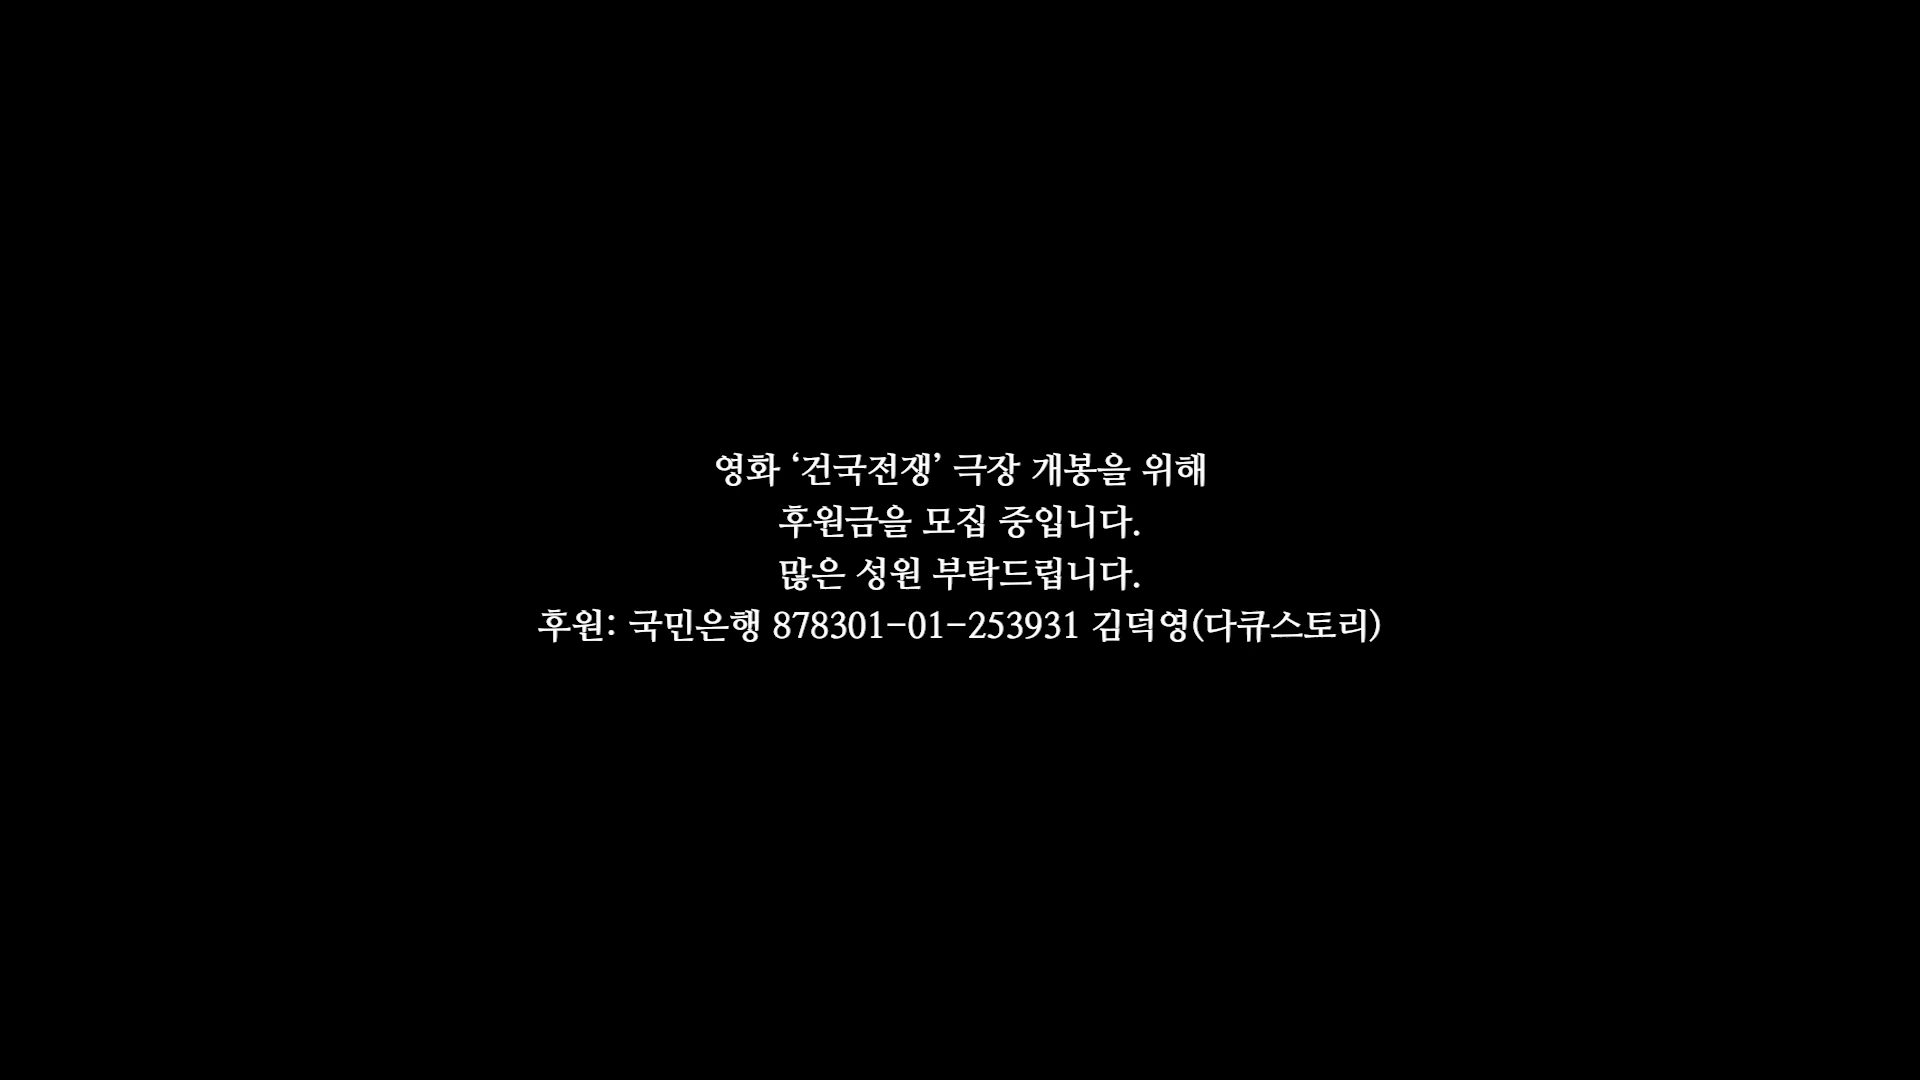 영화 ‘건국전쟁’ 극장 개봉을 위해
후원금을 모집 중입니다.
많은 성원 부탁드립니다.
후원: 국민은행 878301-01-253931 김덕영(다큐스토리)